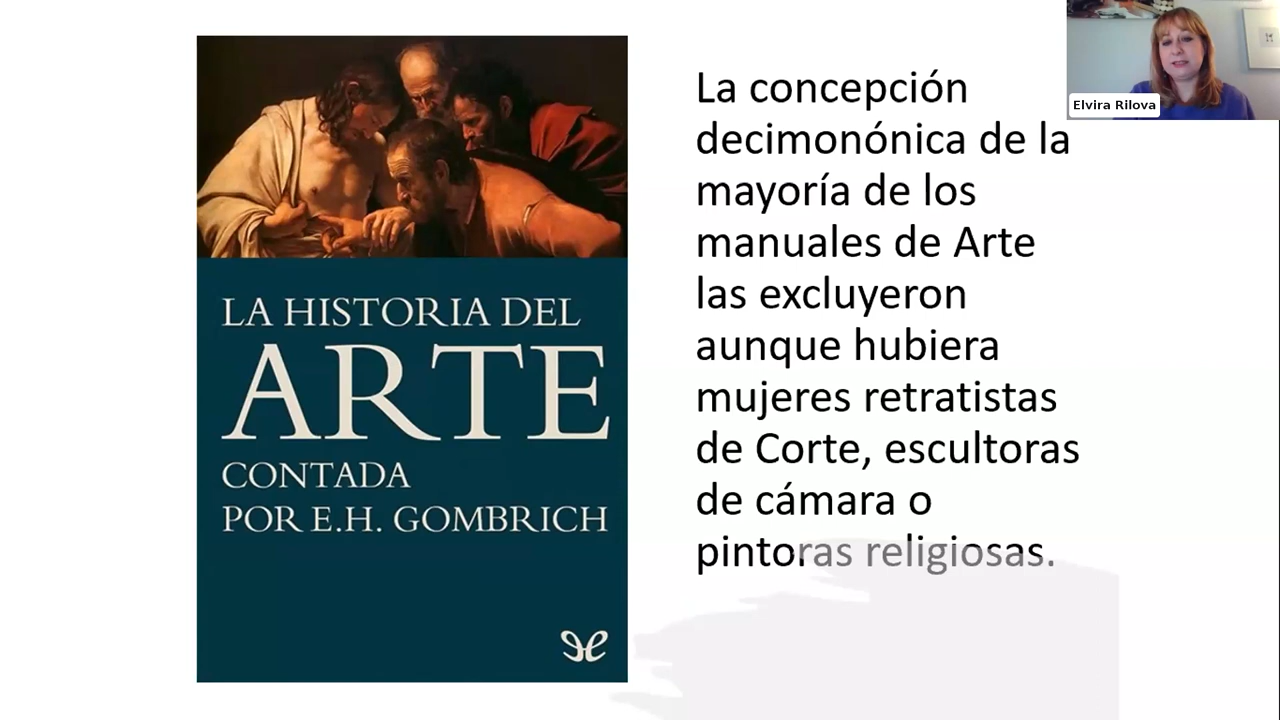 LA HISTORIA DEL
ARTE
CONTADA
POR E.H. GOMBRICH
La concepción
decimonónica de la
mayoría de los
manuales de Arte
las excluyeron
aunque hubiera
mujeres retratistas
de Corte, escultoras
de cámara o
pintoras religiosas.
Elvira Rilova